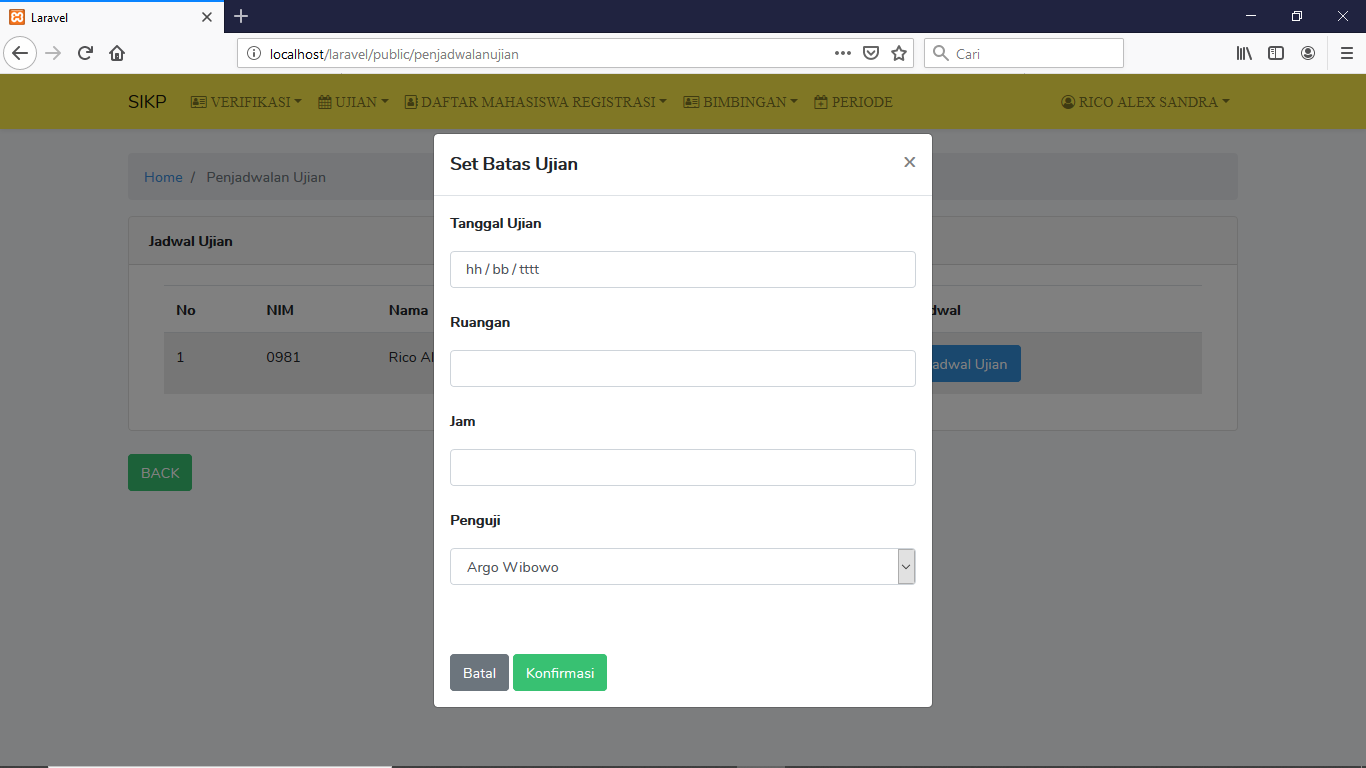 Laravel
localhost/laravel/public/penjadwalanujian
Cari
SIKP VERIFIKASI UJIAN DAFTAR MAHASISWA REGISTRASI BIMBINGAN PERIODE RICO ALEX SANDRA
Set Batas Ujian ×
Home / Penjadwalan Ujian
Tanggal Ujian
Jadwal Ujian
hh / bb / tttt
No NIM Nama dwal
Ruangan
1 0981 Rico Al adwal Ujian
Jam
BACK
Penguji
Argo Wibowo
Batal Konfirmasi